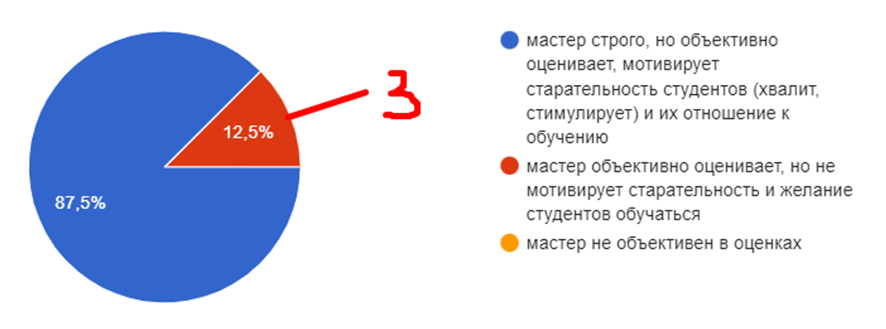 12,5%
3
87,5%
мастер строго, но объективно
оценивает, мотивирует
старательность студентов (хвалит,
стимулирует) и их отношение к
обучению
мастер объективно оценивает, но не
мотивирует старательность и желание
студентов обучаться
мастер не объективен в оценках